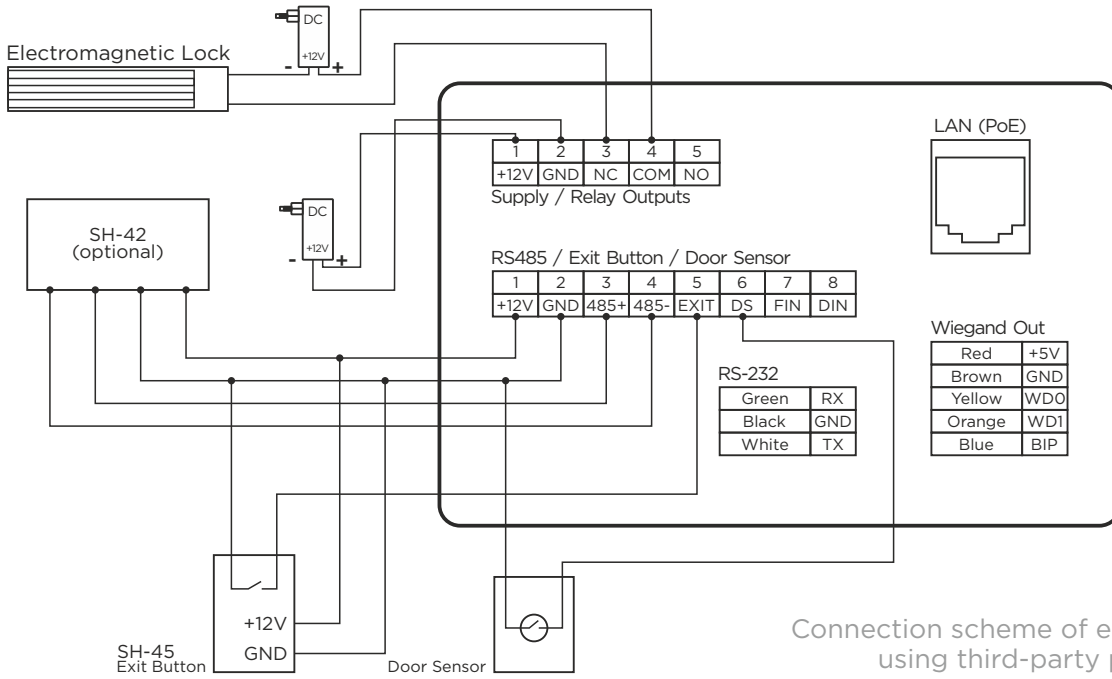 DC
+12V
- +
Electromagnetic Lock
LAN (PoE)
1 2 3 4 5
+12V GND NC COM NO
Supply / Relay Outputs
DC
+12V
- +
SH-42
(optional)
RS485 / Exit Button / Door Sensor
1 2 3 4 5 6 7 8
+12V GND 485+ 485- EXIT DS FIN DIN
Wiegand Out
Red +5V
Brown GND
Yellow WD0
Orange WD1
Blue BIP
RS-232
Green RX
Black GND
White TX
+12V
GND
SH-45
Exit Button
Door Sensor
Connection scheme of e
using third-party p